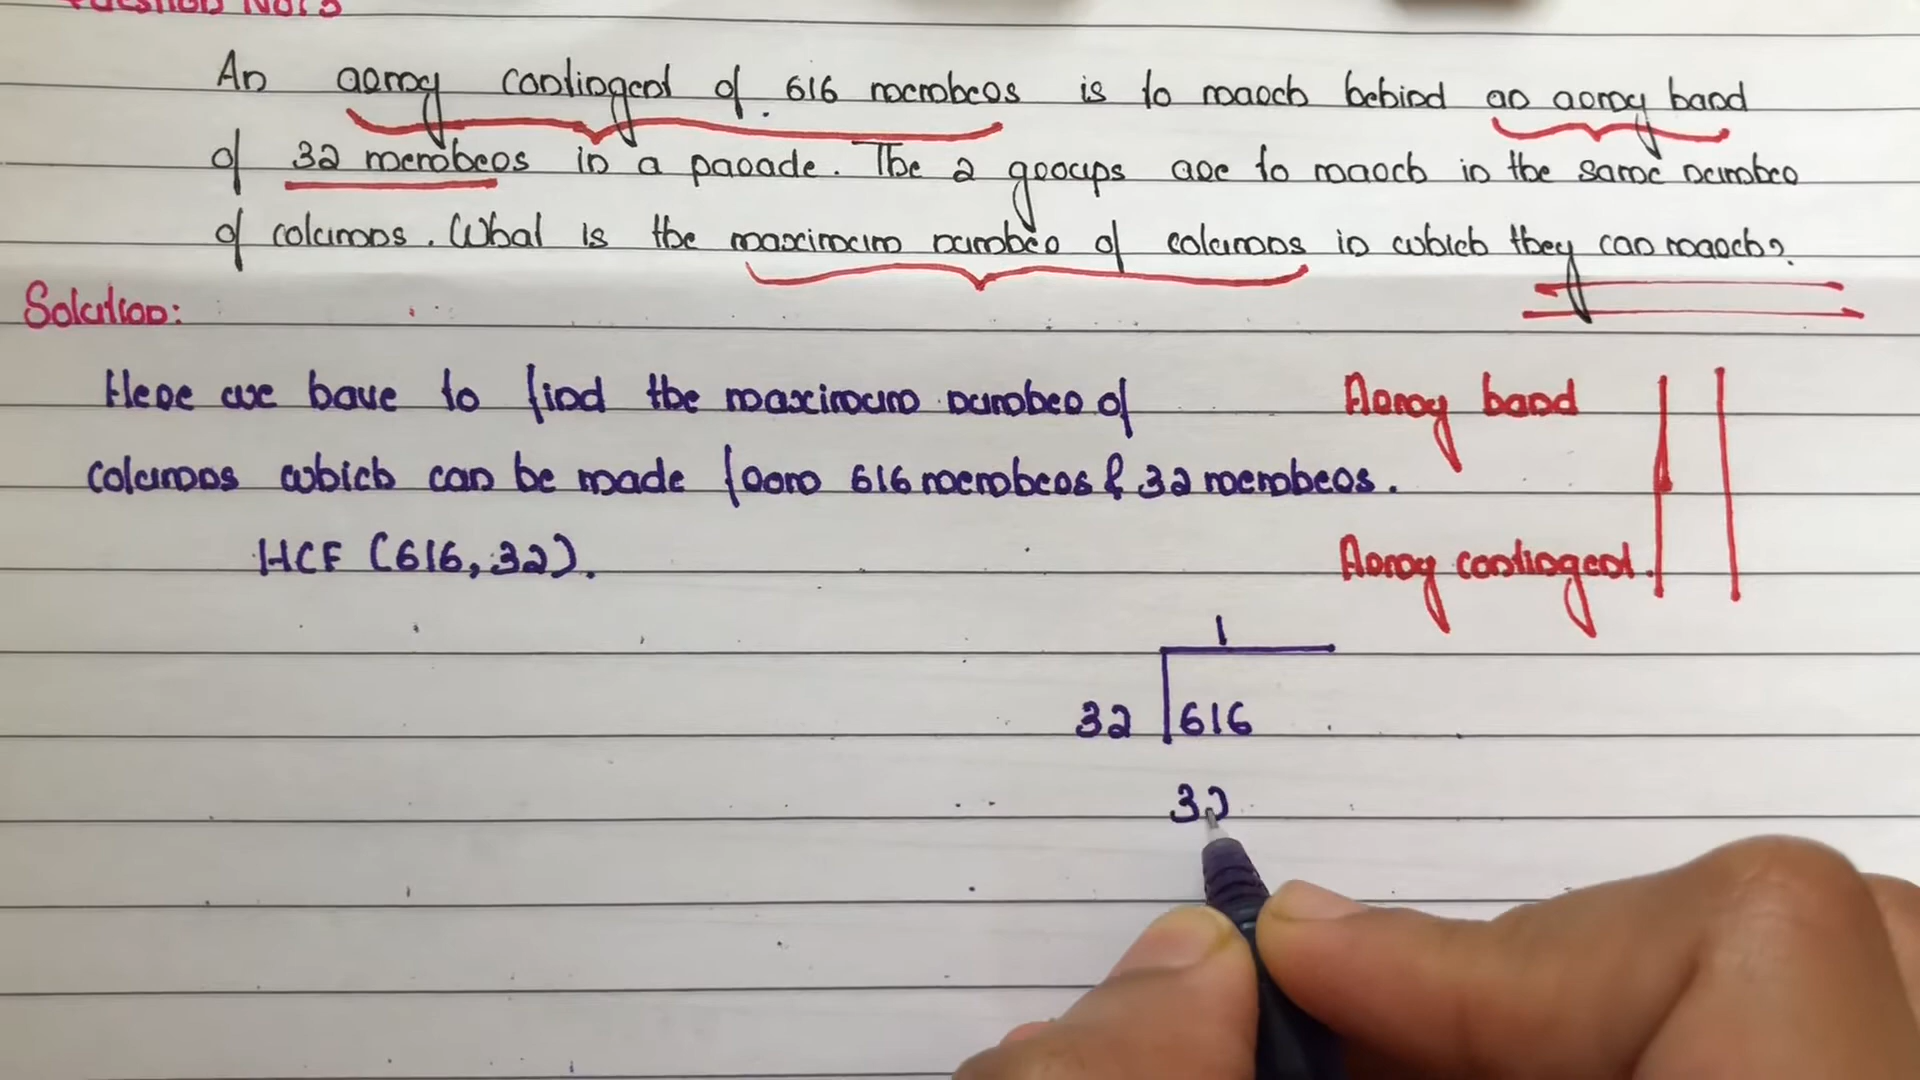 Question No: 3
An army contingent of 616 members is to march behind an army band
of 32 members in a parade. The 2 groups are to march in the same number
of columns. What is the maximum number of columns in which they can march?
Solution:
Here we have to find the maximum number of
columns which can be made from 616 members & 32 members.
HCF (616, 32).
Army band
Army contingent.
1
32 616
32